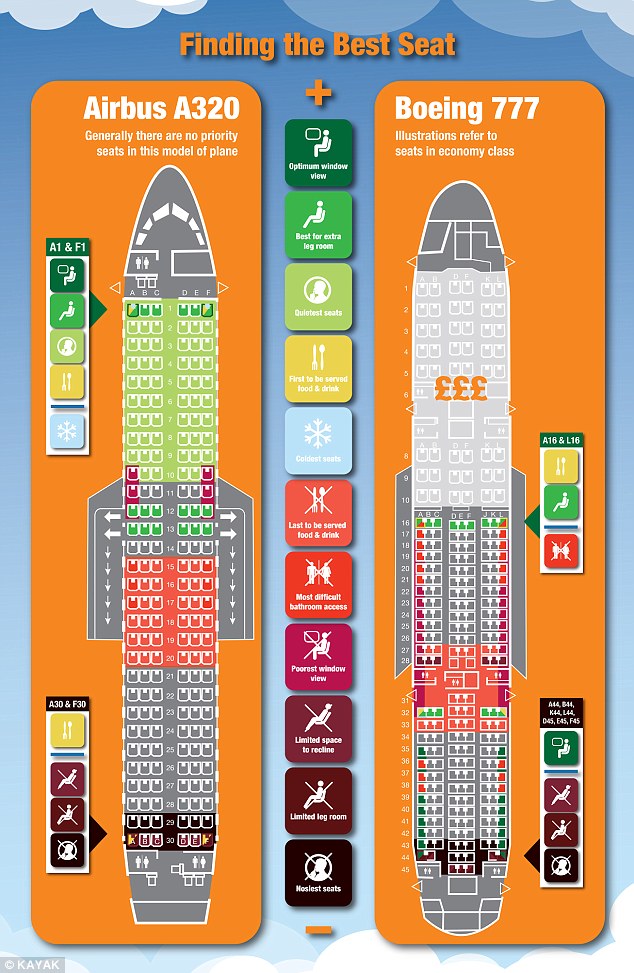 Finding the Best Seat
Airbus A320
Generally there are no priority
seats in this model of plane
A1 & F1
A B C D E F
1
2
3
4
5
6
7
8
9
10
11
12
13
14
15
16
17
18
19
20
21
22
23
24
25
26
27
28
29
30
A30 & F30
A B C D E F
+
Optimum window
view
Best for extra
leg room
Quietest seats
First to be served
food & drink
Coldest seats
Last to be served
food & drink
Most difficult
bathroom access
Poorest window
view
Limited space
to recline
Limited leg room
Nosiest seats
-
Boeing 777
Illustrations refer to
seats in economy class
A B D F K L
1
2
3
4
5
6
£££
8
9
10
A B C D E F J K L
16
17
18
19
20
21
22
23
24
25
26
27
28
31
32
33
34
35
36
37
38
39
40
41
42
43
44
45
A16 & L16
A44, B44,
K44, L44,
D45, E45, F45
© KAYAK